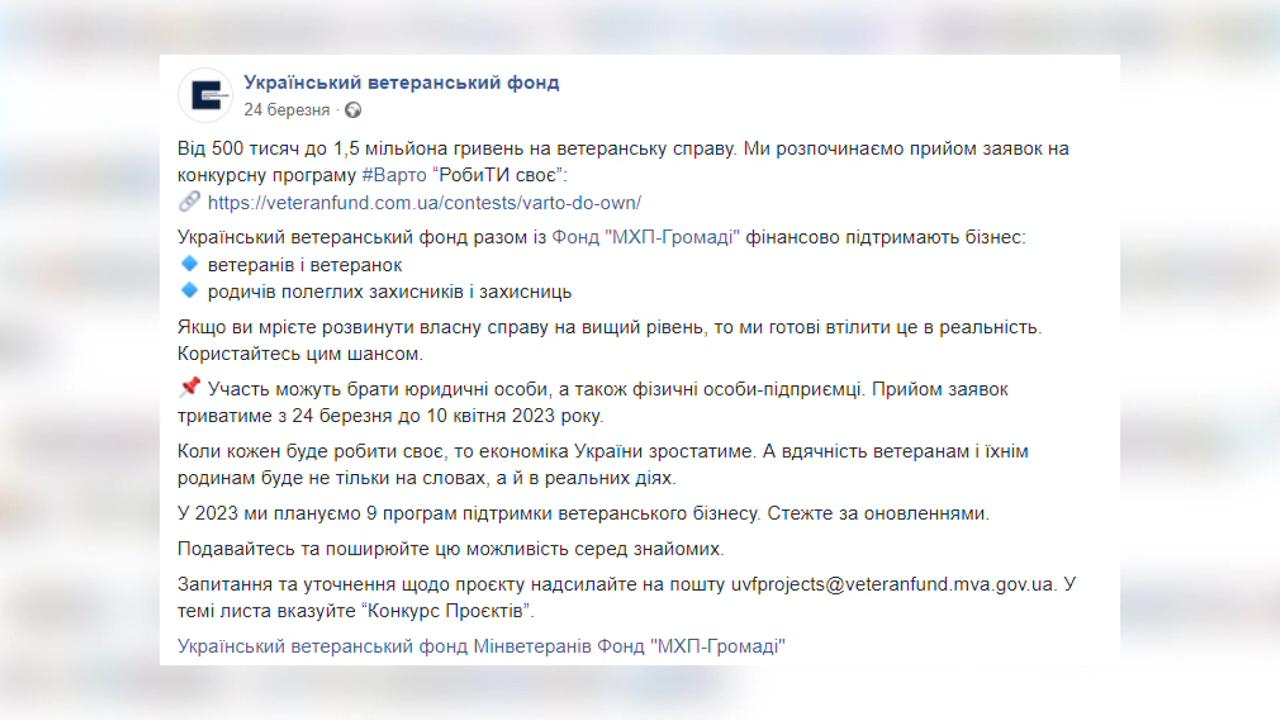 Український ветеранський фонд
24 березня ·
Від 500 тисяч до 1,5 мільйона гривень на ветеранську справу. Ми розпочинаємо прийом заявок на
конкурсну програму #Варто “РобиТИ своє”:
https://veteranfund.com.ua/contests/varto-do-own/
Український ветеранський фонд разом із Фонд "МХП-Громаді" фінансово підтримають бізнес:
ветеранів і ветеранок
родичів полеглих захисників і захисниць
Якщо ви мрієте розвинути власну справу на вищий рівень, то ми готові втілити це в реальність.
Користайтесь цим шансом.
Участь можуть брати юридичні особи, а також фізичні особи-підприємці. Прийом заявок
триватиме з 24 березня до 10 квітня 2023 року.
Коли кожен буде робити своє, то економіка України зростатиме. А вдячність ветеранам і їхнім
родинам буде не тільки на словах, а й в реальних діях.
У 2023 ми плануємо 9 програм підтримки ветеранського бізнесу. Стежте за оновленнями.
Подавайтесь та поширюйте цю можливість серед знайомих.
Запитання та уточнення щодо проєкту надсилайте на пошту uvfprojects@veteranfund.mva.gov.ua. У
темі листа вказуйте “Конкурс Проєктів”.
Український ветеранський фонд Мінветеранів Фонд "МХП-Громаді"